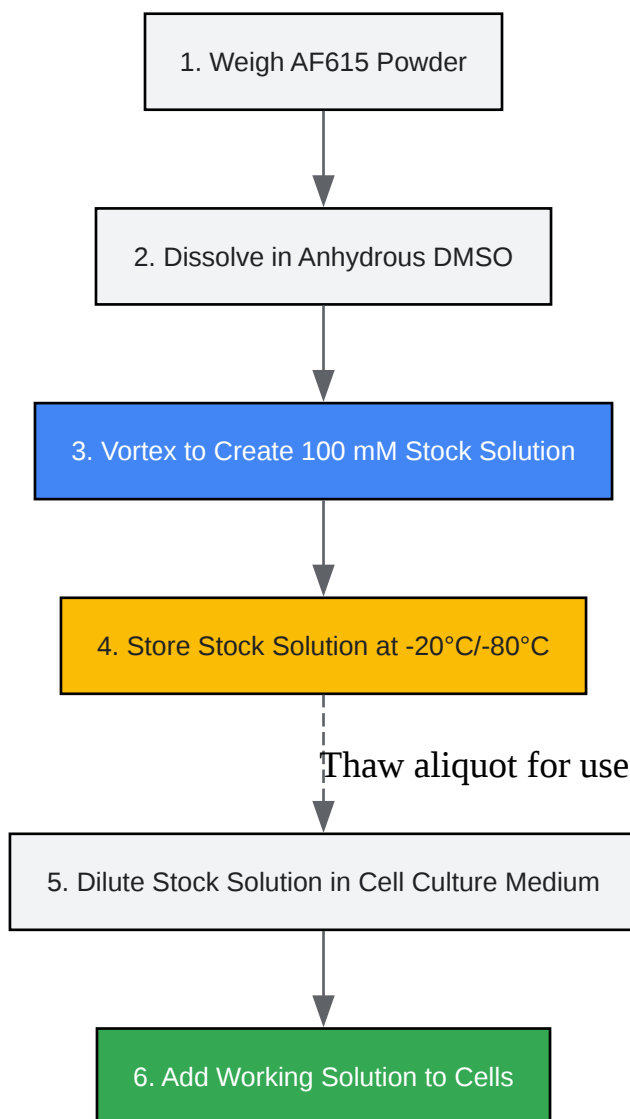 1. Weigh AF615 Powder
2. Dissolve in Anhydrous DMSO
3. Vortex to Create 100 mM Stock Solution
4. Store Stock Solution at -20°C/-80°C
Thaw aliquot for use
5. Dilute Stock Solution in Cell Culture Medium
6. Add Working Solution to Cells